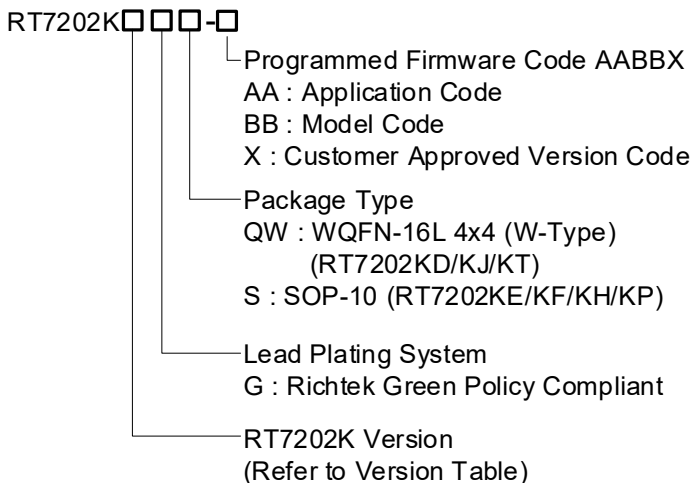 RT7202K□□□-□
Programmed Firmware Code AABBX
AA : Application Code
BB : Model Code
X : Customer Approved Version Code
Package Type
QW : WQFN-16L 4x4 (W-Type)
(RT7202KD/KJ/KT)
S : SOP-10 (RT7202KE/KF/KH/KP)
Lead Plating System
G : Richtek Green Policy Compliant
RT7202K Version
(Refer to Version Table)